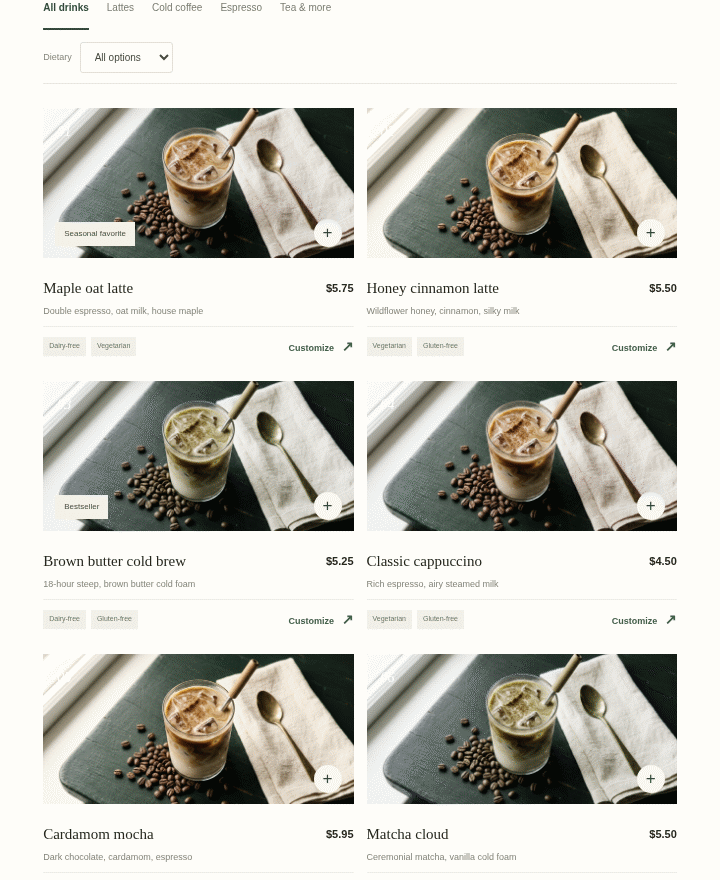 All drinks Lattes Cold coffee Espresso Tea & more
Dietary All options
Seasonal favorite
Maple oat latte $5.75
Double espresso, oat milk, house maple
Dairy-free Vegetarian Customize ↗
Honey cinnamon latte $5.50
Wildflower honey, cinnamon, silky milk
Vegetarian Gluten-free Customize ↗
Bestseller
Brown butter cold brew $5.25
18-hour steep, brown butter cold foam
Dairy-free Gluten-free Customize ↗
Classic cappuccino $4.50
Rich espresso, airy steamed milk
Vegetarian Gluten-free Customize ↗
Cardamom mocha $5.95
Dark chocolate, cardamom, espresso
Matcha cloud $5.50
Ceremonial matcha, vanilla cold foam